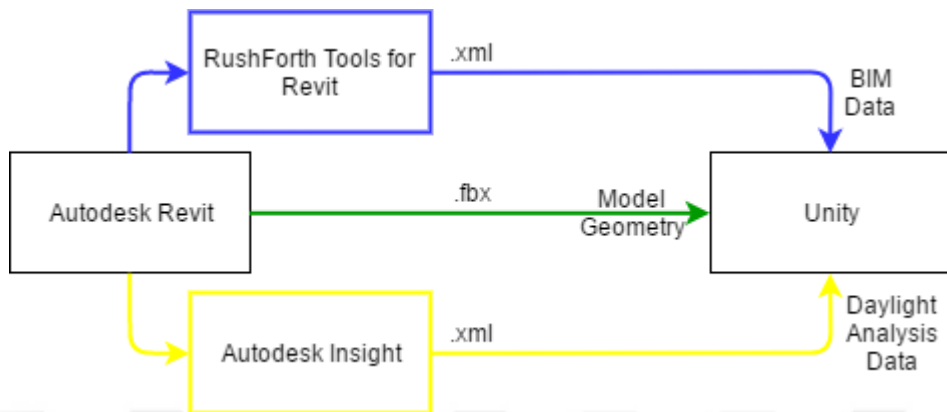 RushForth Tools for
Revit
.xml
BIM
Data
Autodesk Revit
.fbx
Model
Geometry
Unity
Autodesk Insight
.xml
Daylight
Analysis
Data